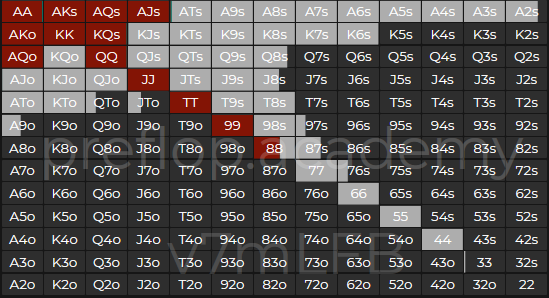 AA AKs AQs AJs ATs A9s A8s A7s A6s A5s A4s A3s A2s
AKo KK KQs KJs KTs K9s K8s K7s K6s K5s K4s K3s K2s
AQo KQo QQ QJs QTs Q9s Q8s Q7s Q6s Q5s Q4s Q3s Q2s
AJo KJo QJo JJ JTs J9s J8s J7s J6s J5s J4s J3s J2s
ATo KTo QTo JTo TT T9s T8s T7s T6s T5s T4s T3s T2s
A9o K9o Q9o J9o T9o 99 98s 97s 96s 95s 94s 93s 92s
A8o K8o Q8o J8o T8o 98o 88 87s 86s 85s 84s 83s 82s
preflop.academy
A7o K7o Q7o J7o T7o 97o 87o 77 76s 75s 74s 73s 72s
A6o K6o Q6o J6o T6o 96o 86o 76o 66 65s 64s 63s 62s
A5o K5o Q5o J5o T5o 95o 85o 75o 65o 55 54s 53s 52s
A4o K4o Q4o J4o T4o 94o 84o 74o 64o 54o 44 43s 42s
v7mLFB
A3o K3o Q3o J3o T3o 93o 83o 73o 63o 53o 43o 33 32s
A2o K2o Q2o J2o T2o 92o 82o 72o 62o 52o 42o 32o 22